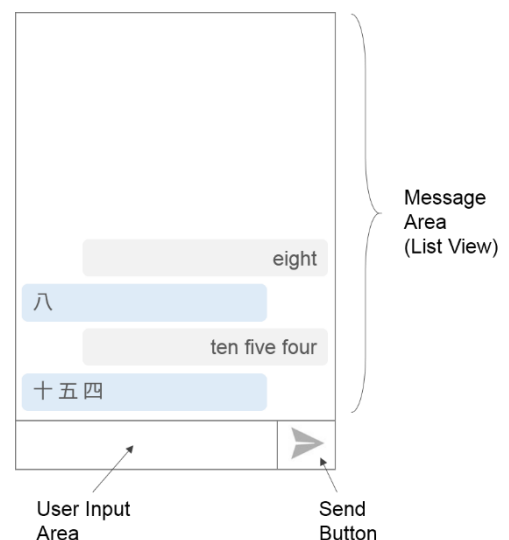 eight
八
ten five four
十 五 四
Message
Area
(List View)
User Input
Area
Send
Button